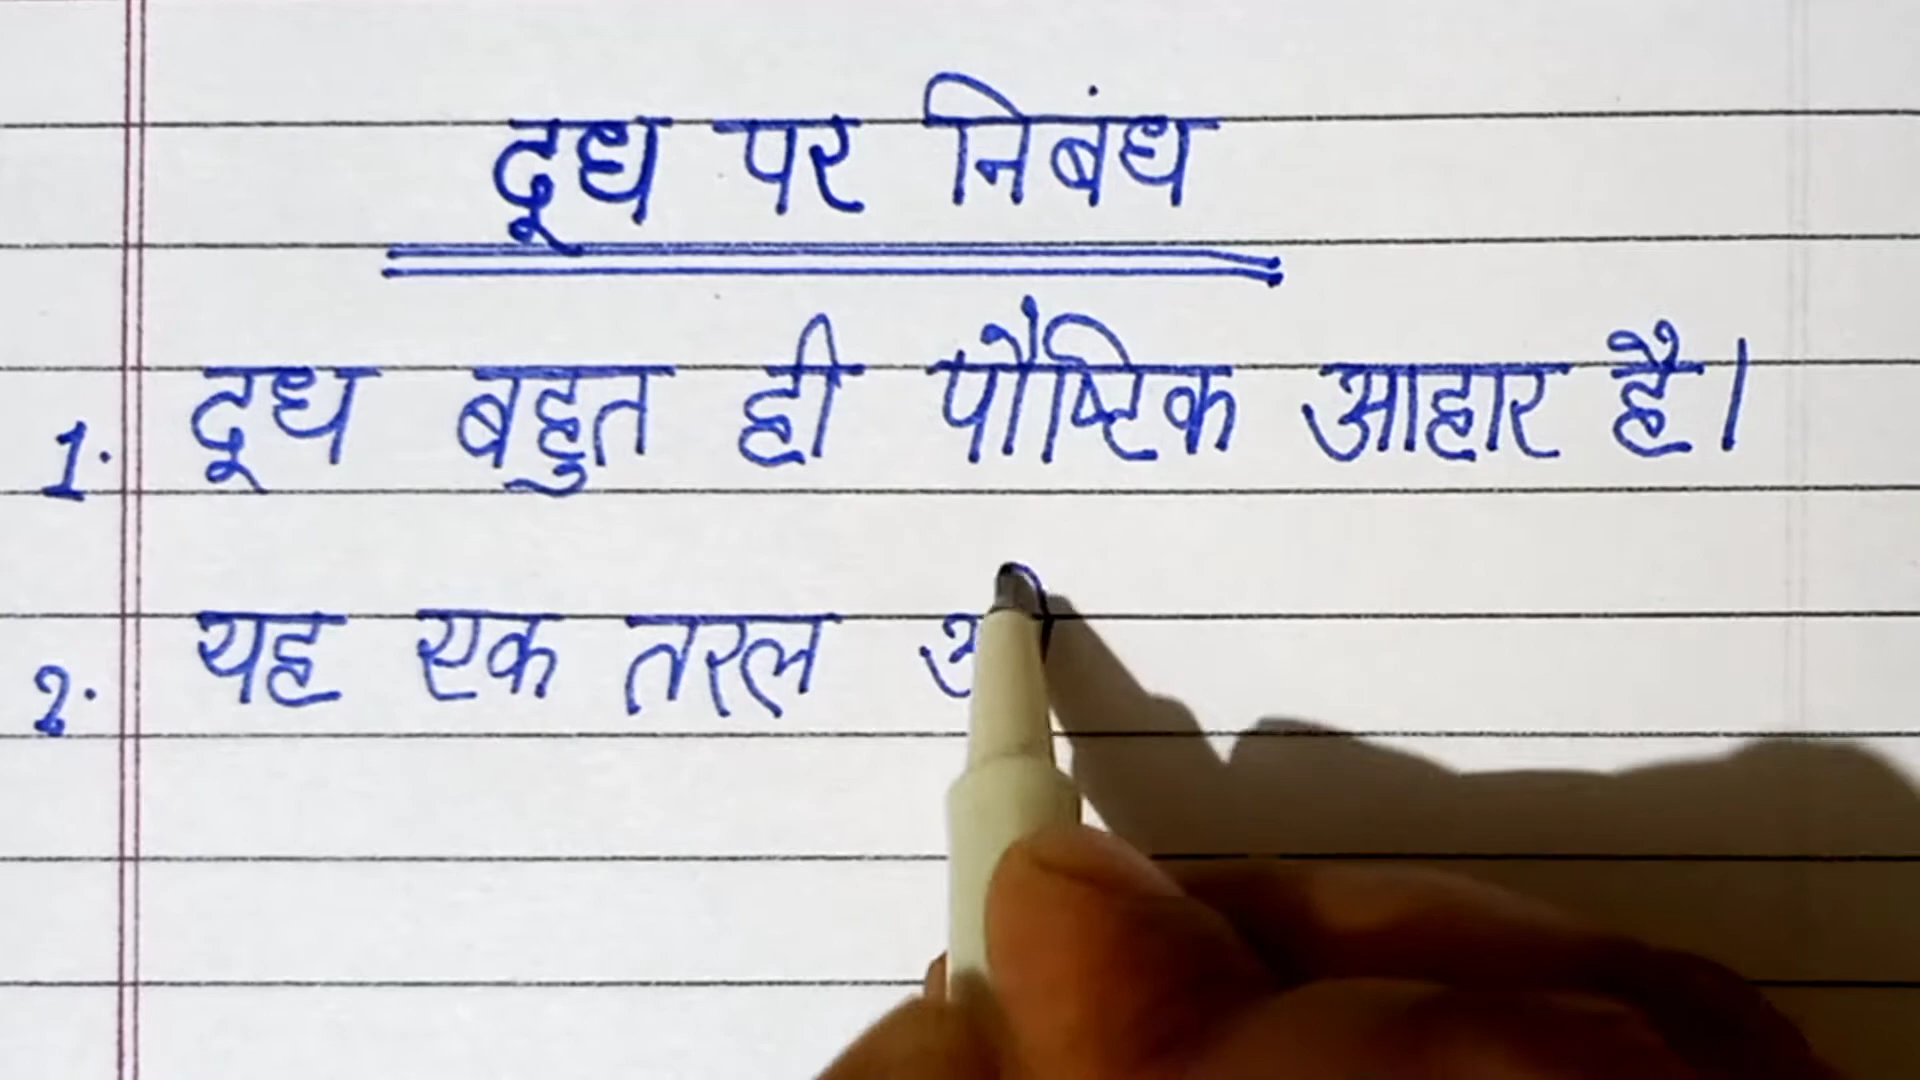 दूध पर निबंध
1. दूध बहुत ही पौष्टिक आहार है।
2. यह एक तरल